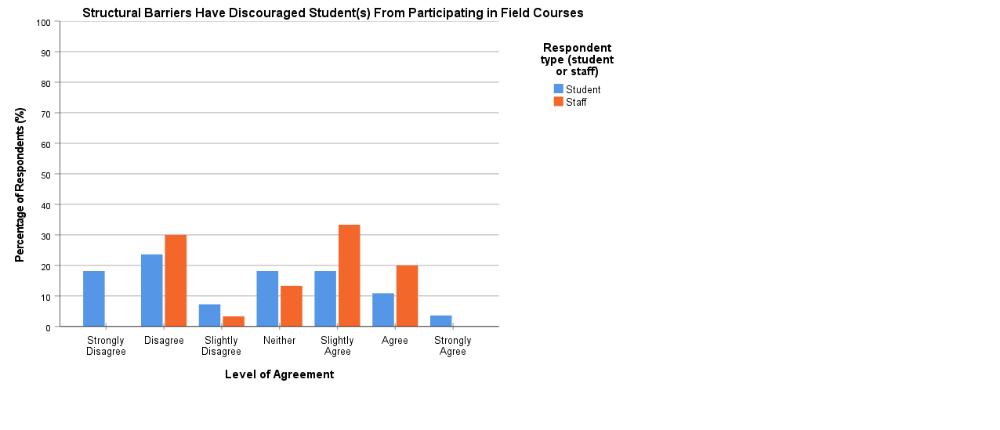 Structural Barriers Have Discouraged Student(s) From Participating in Field Courses
100
90
80
70
60
50
40
30
20
10
0
Percentage of Respondents (%)
Strongly
Disagree
Disagree
Slightly
Disagree
Neither
Slightly
Agree
Agree
Strongly
Agree
Level of Agreement
Respondent
type (student
or staff)
Student
Staff